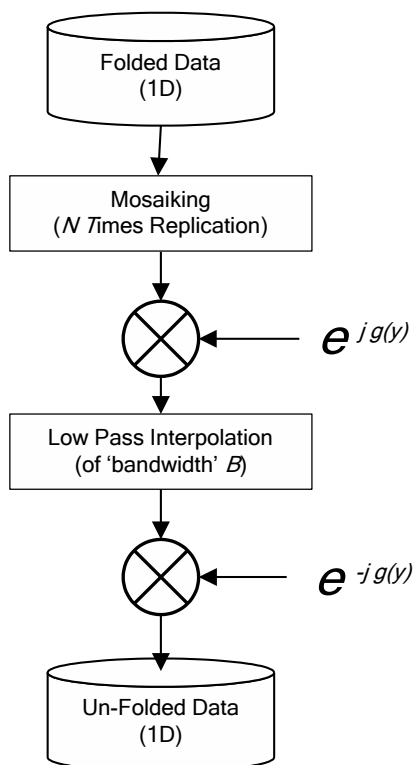 Folded Data
(1D)
Mosaiking
(N Times Replication)
e j g(y)
Low Pass Interpolation
(of ‘bandwidth’ B)
e -j g(y)
Un-Folded Data
(1D)